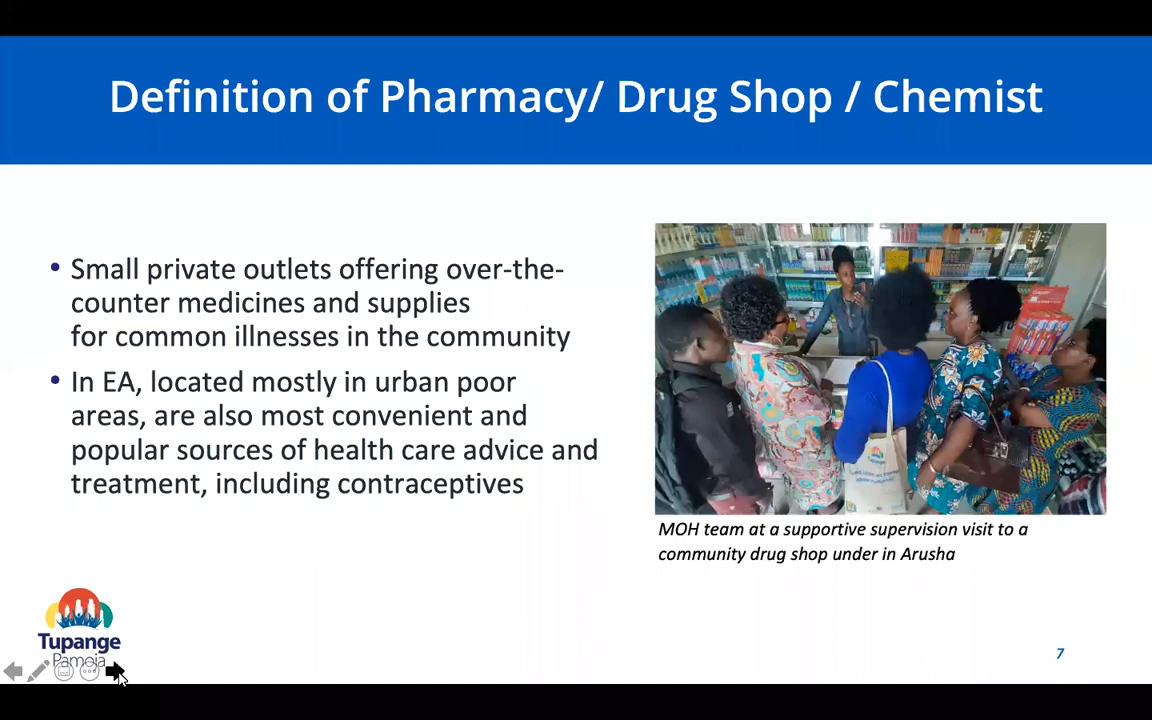 Definition of Pharmacy/ Drug Shop / Chemist
• Small private outlets offering over-the-
counter medicines and supplies
for common illnesses in the community
• In EA, located mostly in urban poor
areas, are also most convenient and
popular sources of health care advice and
treatment, including contraceptives
Tupange
MOH team at a supportive supervision visit to a
community drug shop under in Arusha
Tupange
Pamoja
7